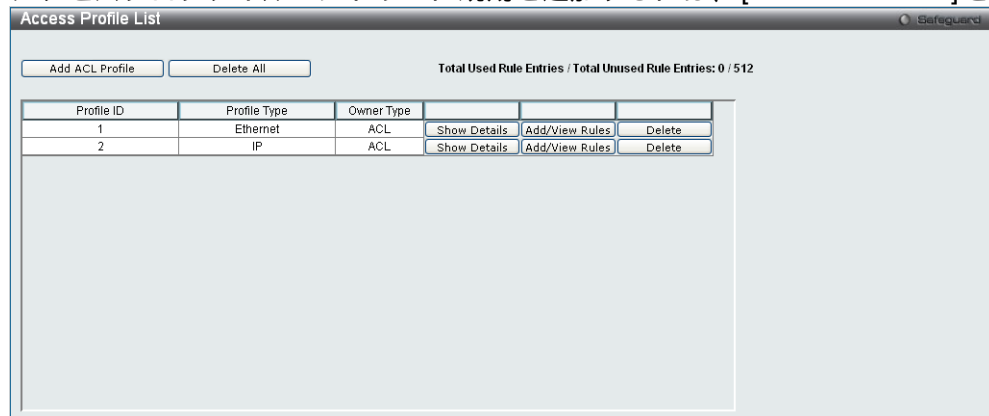 Access Profile List
Safeguard
Add ACL Profile Delete All Total Used Rule Entries / Total Unused Rule Entries: 0 / 512
Profile ID Profile Type Owner Type
1 Ethernet ACL Show Details Add/View Rules Delete
2 IP ACL Show Details Add/View Rules Delete